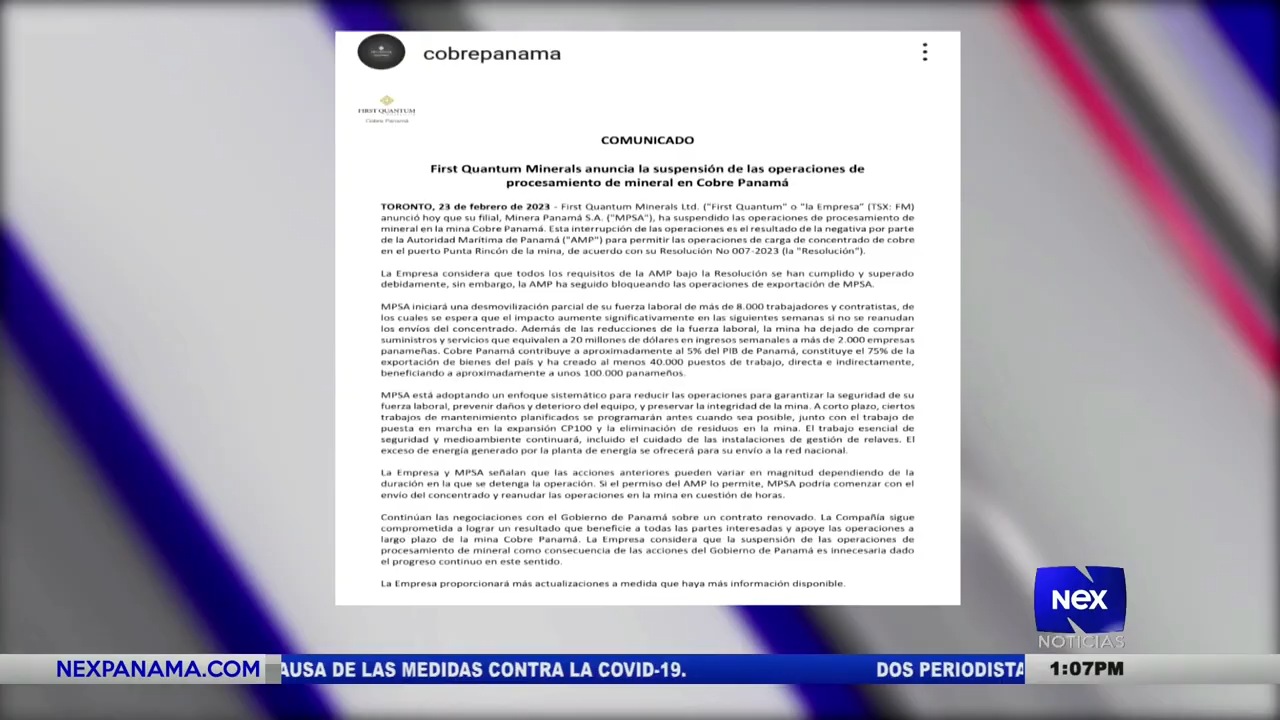 cobrepanama
FIRST QUANTUM
Cobre Panamá
COMUNICADO
First Quantum Minerals anuncia la suspensión de las operaciones de
procesamiento de mineral en Cobre Panamá
TORONTO, 23 de febrero de 2023 - First Quantum Minerals Ltd. ("First Quantum" o "la Empresa" (TSX: FM)
anunció hoy que su filial, Minera Panamá S.A. ("MPSA"), ha suspendido las operaciones de procesamiento de
mineral en la mina Cobre Panamá. Esta interrupción de las operaciones es el resultado de la negativa por parte
de la Autoridad Marítima de Panamá ("AMP") para permitir las operaciones de carga de concentrado de cobre
en el puerto Punta Rincón de la mina, de acuerdo con su Resolución No 007-2023 (la "Resolución").
La Empresa considera que todos los requisitos de la AMP bajo la Resolución se han cumplido y superado
debidamente, sin embargo, la AMP ha seguido bloqueando las operaciones de exportación de MPSA.
MPSA iniciará una desmovilización parcial de su fuerza laboral de más de 8.000 trabajadores y contratistas, de
los cuales se espera que el impacto aumente significativamente en las siguientes semanas si no se reanudan
los envíos del concentrado. Además de las reducciones de la fuerza laboral, la mina ha dejado de comprar
suministros y servicios que equivalen a 20 millones de dólares en ingresos semanales a más de 2.000 empresas
panameñas. Cobre Panamá contribuye a aproximadamente al 5% del PIB de Panamá, constituye el 75% de la
exportación de bienes del país y ha creado al menos 40.000 puestos de trabajo, directa e indirectamente,
beneficiando a aproximadamente a unos 100.000 panameños.
MPSA está adoptando un enfoque sistemático para reducir las operaciones para garantizar la seguridad de su
fuerza laboral, prevenir daños y deterioro del equipo, y preservar la integridad de la mina. A corto plazo, ciertos
trabajos de mantenimiento planificados se programarán antes cuando sea posible, junto con el trabajo de
puesta en marcha en la expansión CP100 y la eliminación de residuos en la mina. El trabajo esencial de
seguridad y medioambiente continuará, incluido el cuidado de las instalaciones de gestión de relaves. El
exceso de energía generado por la planta de energía se ofrecerá para su envío a la red nacional.
La Empresa y MPSA señalan que las acciones anteriores pueden variar en magnitud dependiendo de la
duración en la que se detenga la operación. Si el permiso del AMP lo permite, MPSA podría comenzar con el
envío del concentrado y reanudar las operaciones en la mina en cuestión de horas.
Continúan las negociaciones con el Gobierno de Panamá sobre un contrato renovado. La Compañía sigue
comprometida a lograr un resultado que beneficie a todas las partes interesadas y apoye las operaciones a
largo plazo de la mina Cobre Panamá. La Empresa considera que la suspensión de las operaciones de
procesamiento de mineral como consecuencia de las acciones del Gobierno de Panamá es innecesaria dado
el progreso continuo en este sentido.
La Empresa proporcionará más actualizaciones a medida que haya más información disponible.
NEX
NOTICIAS
NEXPANAMA.COM
AUSA DE LAS MEDIDAS CONTRA LA COVID-19.
DOS PERIODISTA
1:07PM